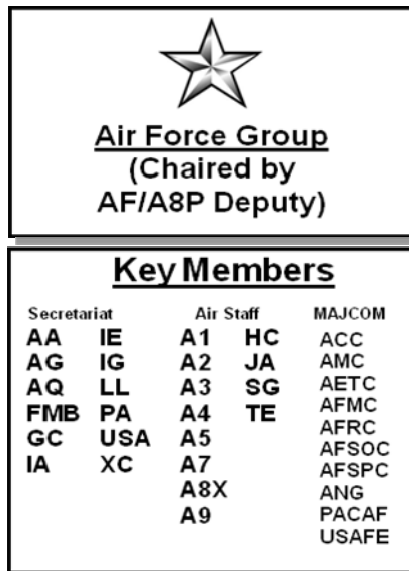 Air Force Group
(Chaired by
AF/A8P Deputy)
Key Members
Secretariat Air Staff MAJCOM
AA IE A1 HC ACC
AG IG A2 JA AMC
AQ LL A3 SG AETC
FMB PA A4 TE AFMC
GC USA A5 AFRC
IA XC A7 AFSOC
A8X AFSPC
A9 ANG
PACAF
USAFE